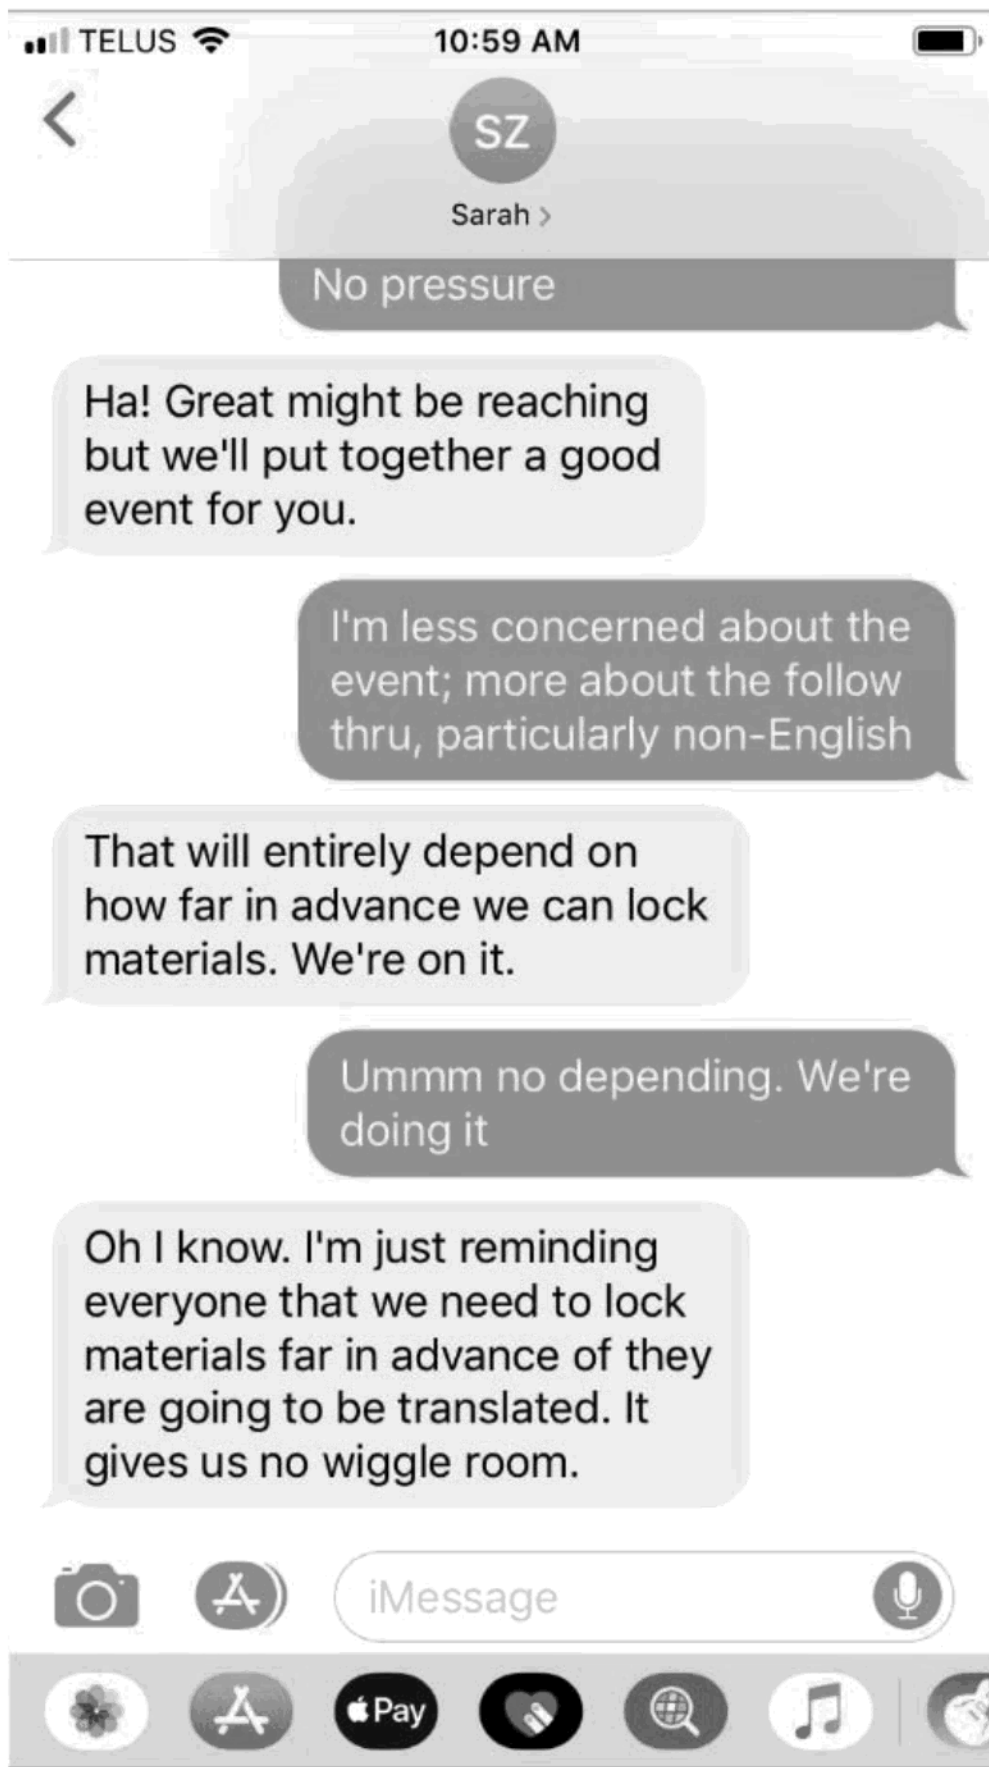 TELUS 10:59 AM
SZ
Sarah >
No pressure
Ha! Great might be reaching
but we'll put together a good
event for you.
I'm less concerned about the
event; more about the follow
thru, particularly non-English
That will entirely depend on
how far in advance we can lock
materials. We're on it.
Ummm no depending. We're
doing it
Oh I know. I'm just reminding
everyone that we need to lock
materials far in advance of they
are going to be translated. It
gives us no wiggle room.
iMessage
Pay